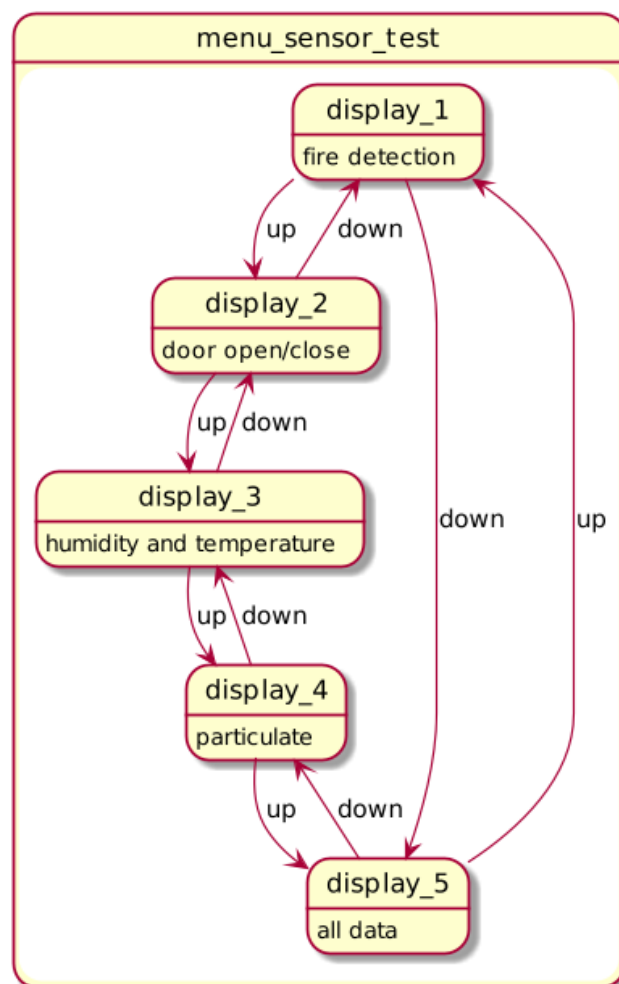 menu_sensor_test
display_1
fire detection
up
down
display_2
door open/close
up
down
display_3
humidity and temperature
down
up
up
down
display_4
particulate
up
down
display_5
all data